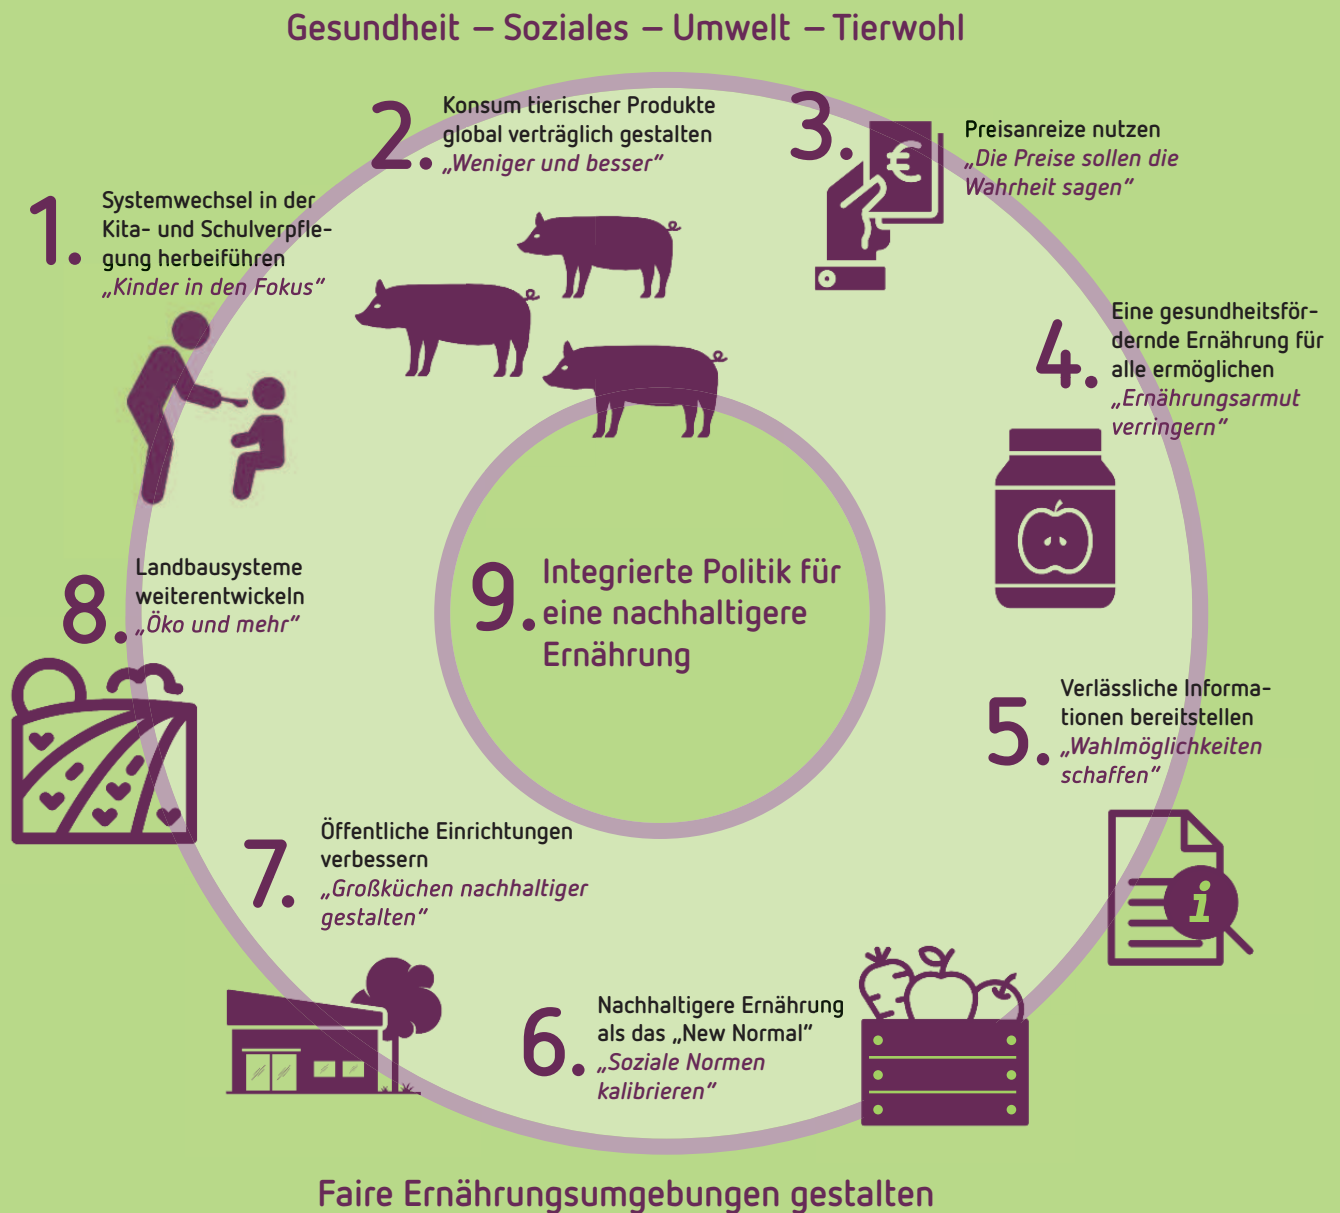 Gesundheit – Soziales – Umwelt – Tierwohl
1.
Systemwechsel in der
Kita- und Schulverpfle-
gung herbeiführen
„Kinder in den Fokus“
2.
Konsum tierischer Produkte
global verträglich gestalten
„Weniger und besser“
3.
Preisanreize nutzen
„Die Preise sollen die
Wahrheit sagen“
€
4.
Eine gesundheitsför-
dernde Ernährung für
alle ermöglichen
„Ernährungsarmut
verringern“
5.
Verlässliche Informa-
tionen bereitstellen
„Wahlmöglichkeiten
schaffen“
i
6.
Nachhaltigere Ernährung
als das „New Normal“
„Soziale Normen
kalibrieren“
7.
Öffentliche Einrichtungen
verbessern
„Großküchen nachhaltiger
gestalten“
8.
Landbausysteme
weiterentwickeln
„Öko und mehr“
9.
Integrierte Politik für
eine nachhaltigere
Ernährung
Faire Ernährungsumgebungen gestalten